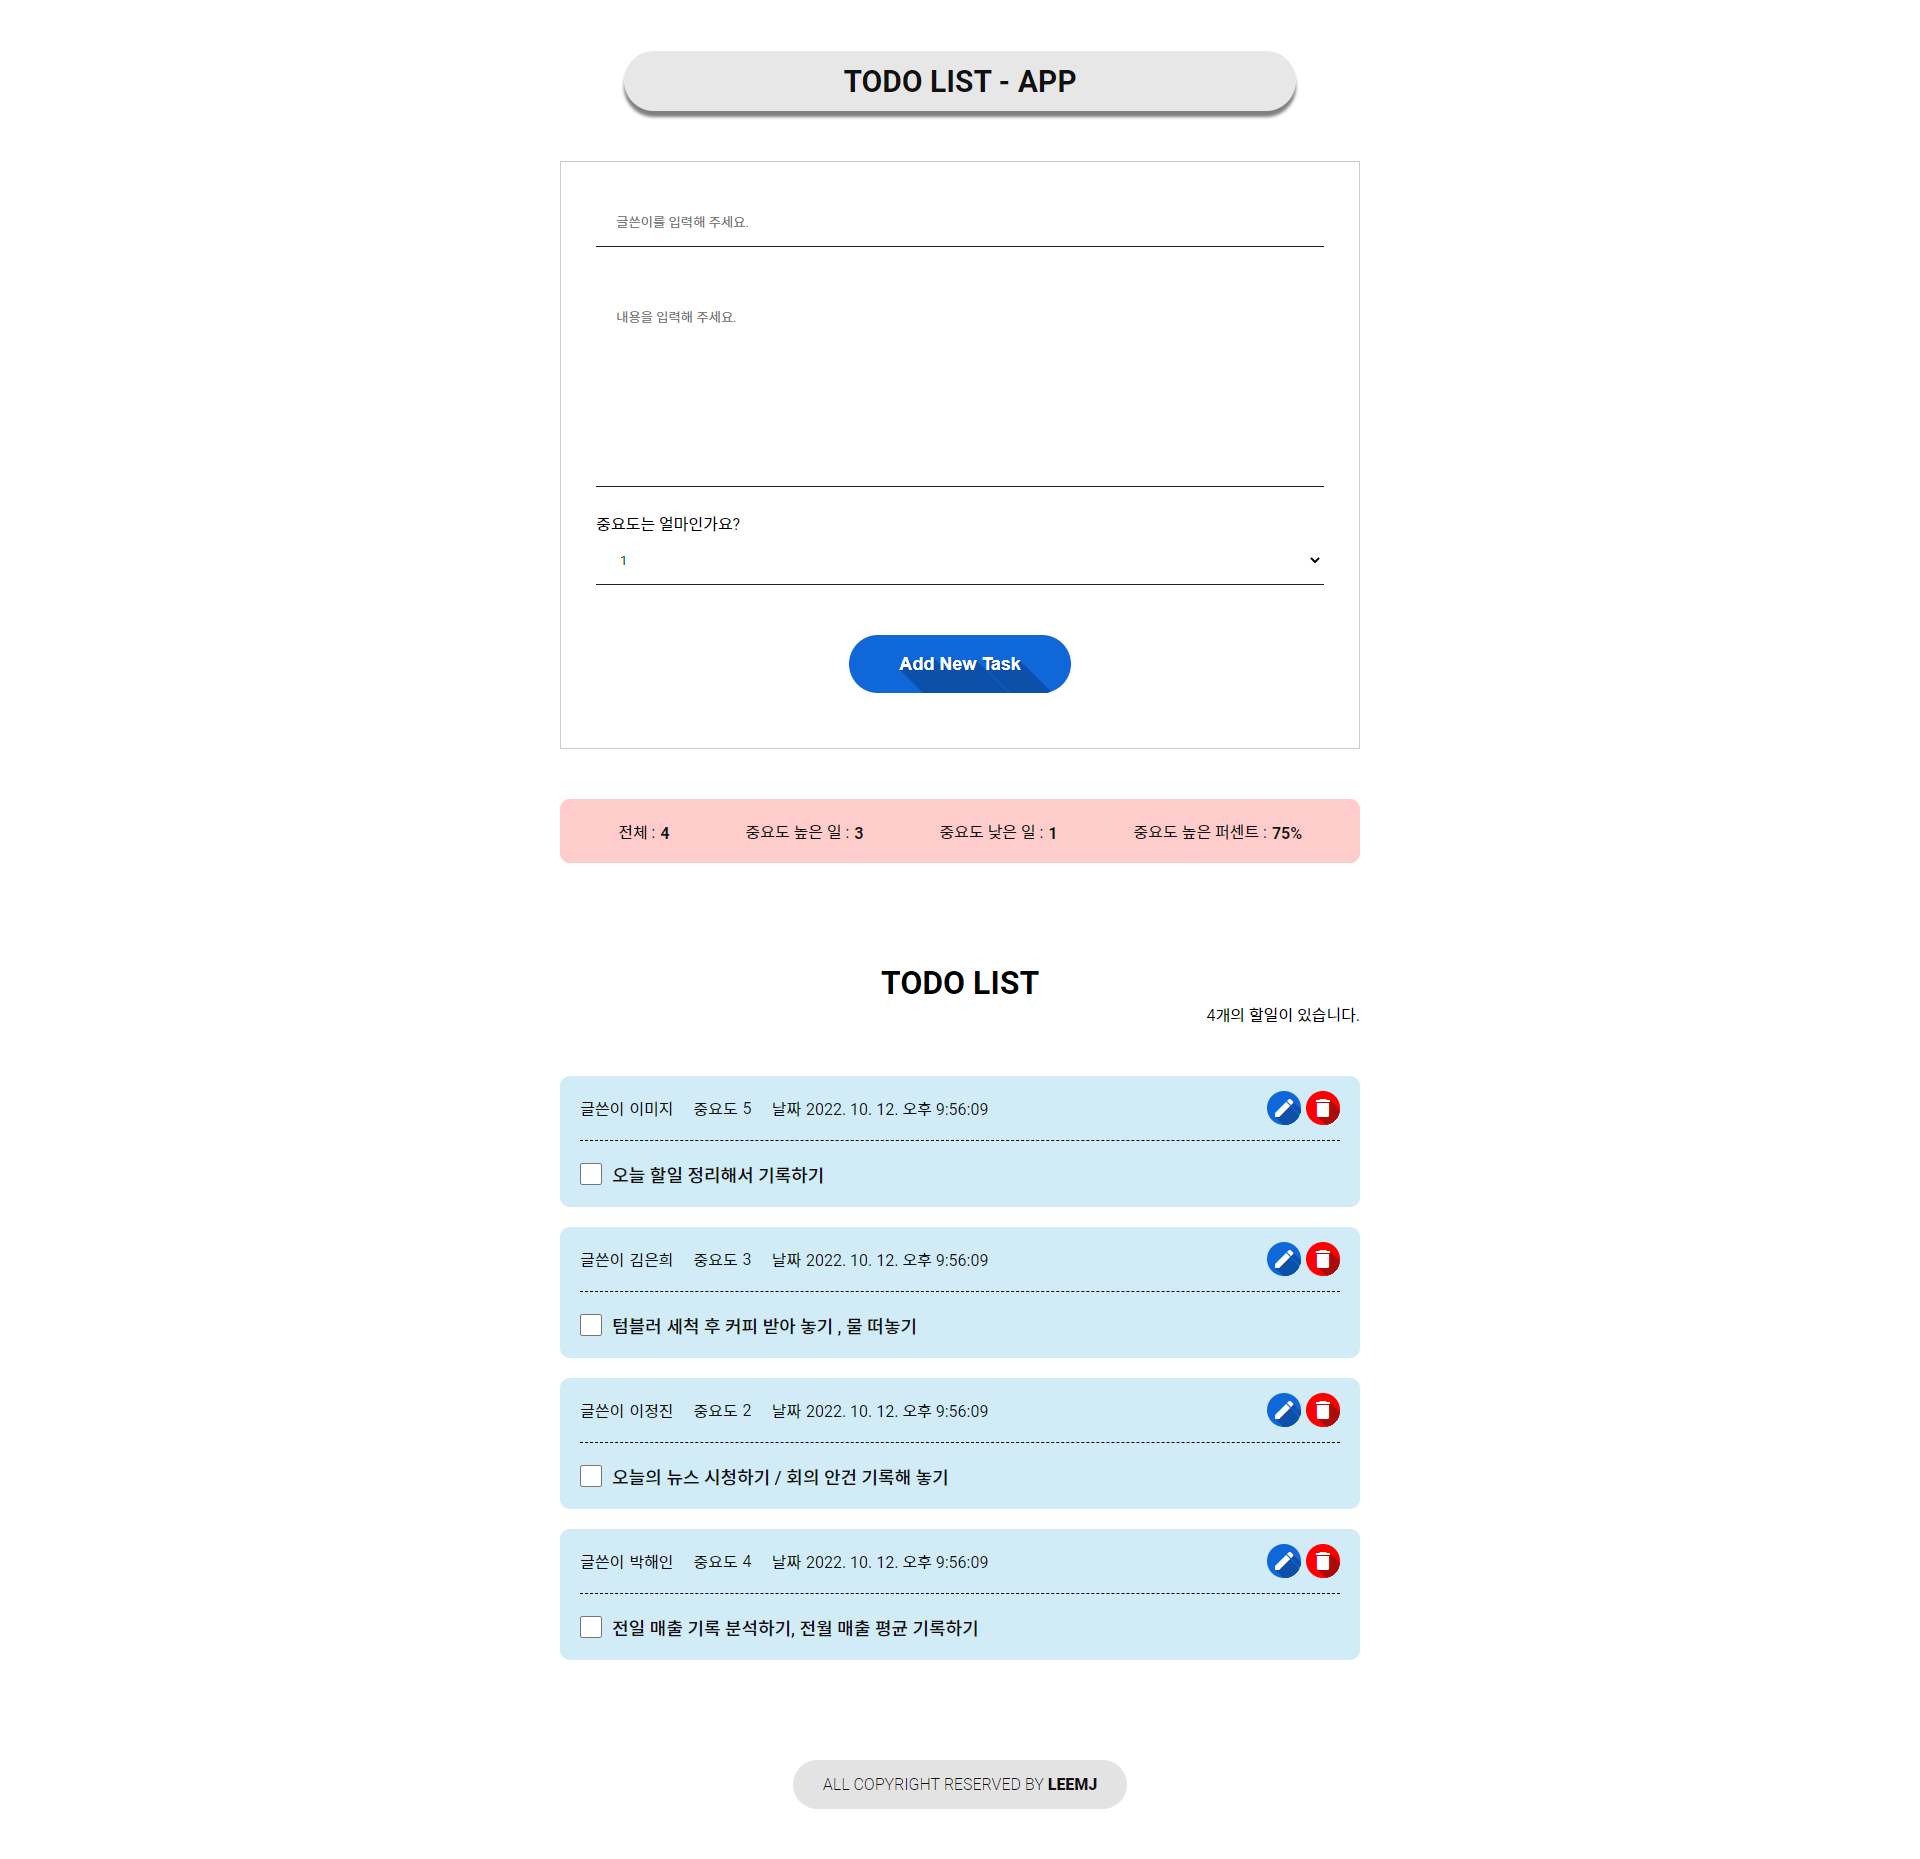 TODO LIST - APP
글쓴이를 입력해 주세요.
내용을 입력해 주세요.
중요도는 얼마인가요?
1
Add New Task
전체 : 4 중요도 높은 일 : 3 중요도 낮은 일 : 1 중요도 높은 퍼센트 : 75%
TODO LIST
4개의 할일이 있습니다.
글쓴이 이미지 중요도 5 날짜 2022. 10. 12. 오후 9:56:09
오늘 할일 정리해서 기록하기
글쓴이 김은희 중요도 3 날짜 2022. 10. 12. 오후 9:56:09
텀블러 세척 후 커피 받아 놓기 , 물 떠놓기
글쓴이 이정진 중요도 2 날짜 2022. 10. 12. 오후 9:56:09
오늘의 뉴스 시청하기 / 회의 안건 기록해 놓기
글쓴이 박해인 중요도 4 날짜 2022. 10. 12. 오후 9:56:09
전일 매출 기록 분석하기, 전월 매출 평균 기록하기
ALL COPYRIGHT RESERVED BY LEEMJ